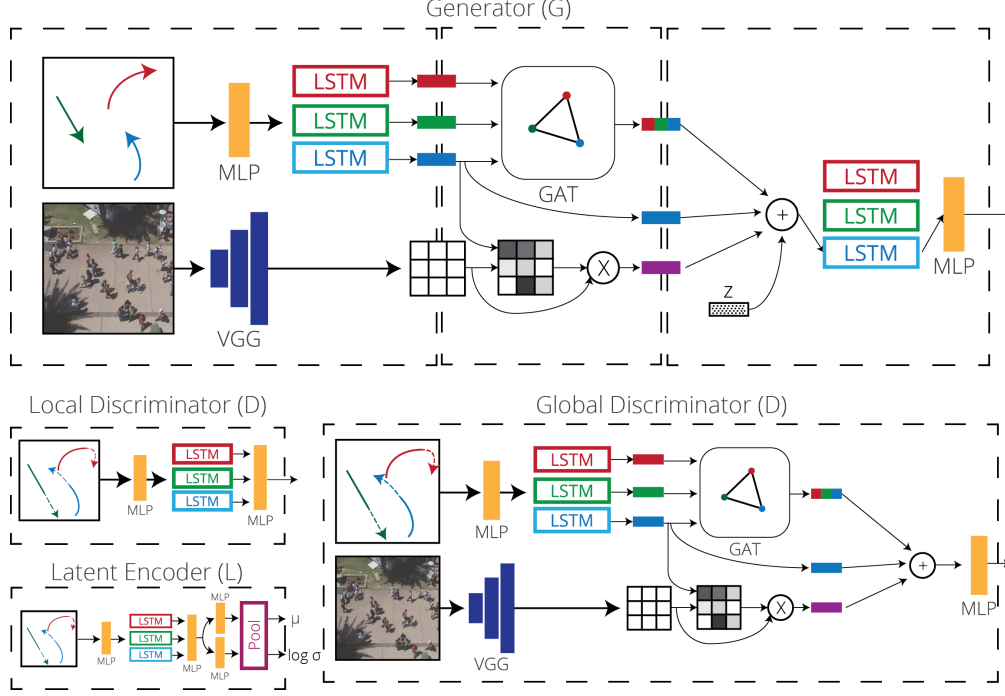 Generator (G)
LSTM
LSTM
LSTM
MLP
GAT
VGG
X
+
Z
LSTM
LSTM
LSTM
MLP
Local Discriminator (D)
LSTM
LSTM
LSTM
MLP
MLP
Latent Encoder (L)
LSTM
LSTM
LSTM
MLP
MLP
MLP
MLP
Pool
μ
log σ
Global Discriminator (D)
LSTM
LSTM
LSTM
MLP
GAT
VGG
X
+
MLP